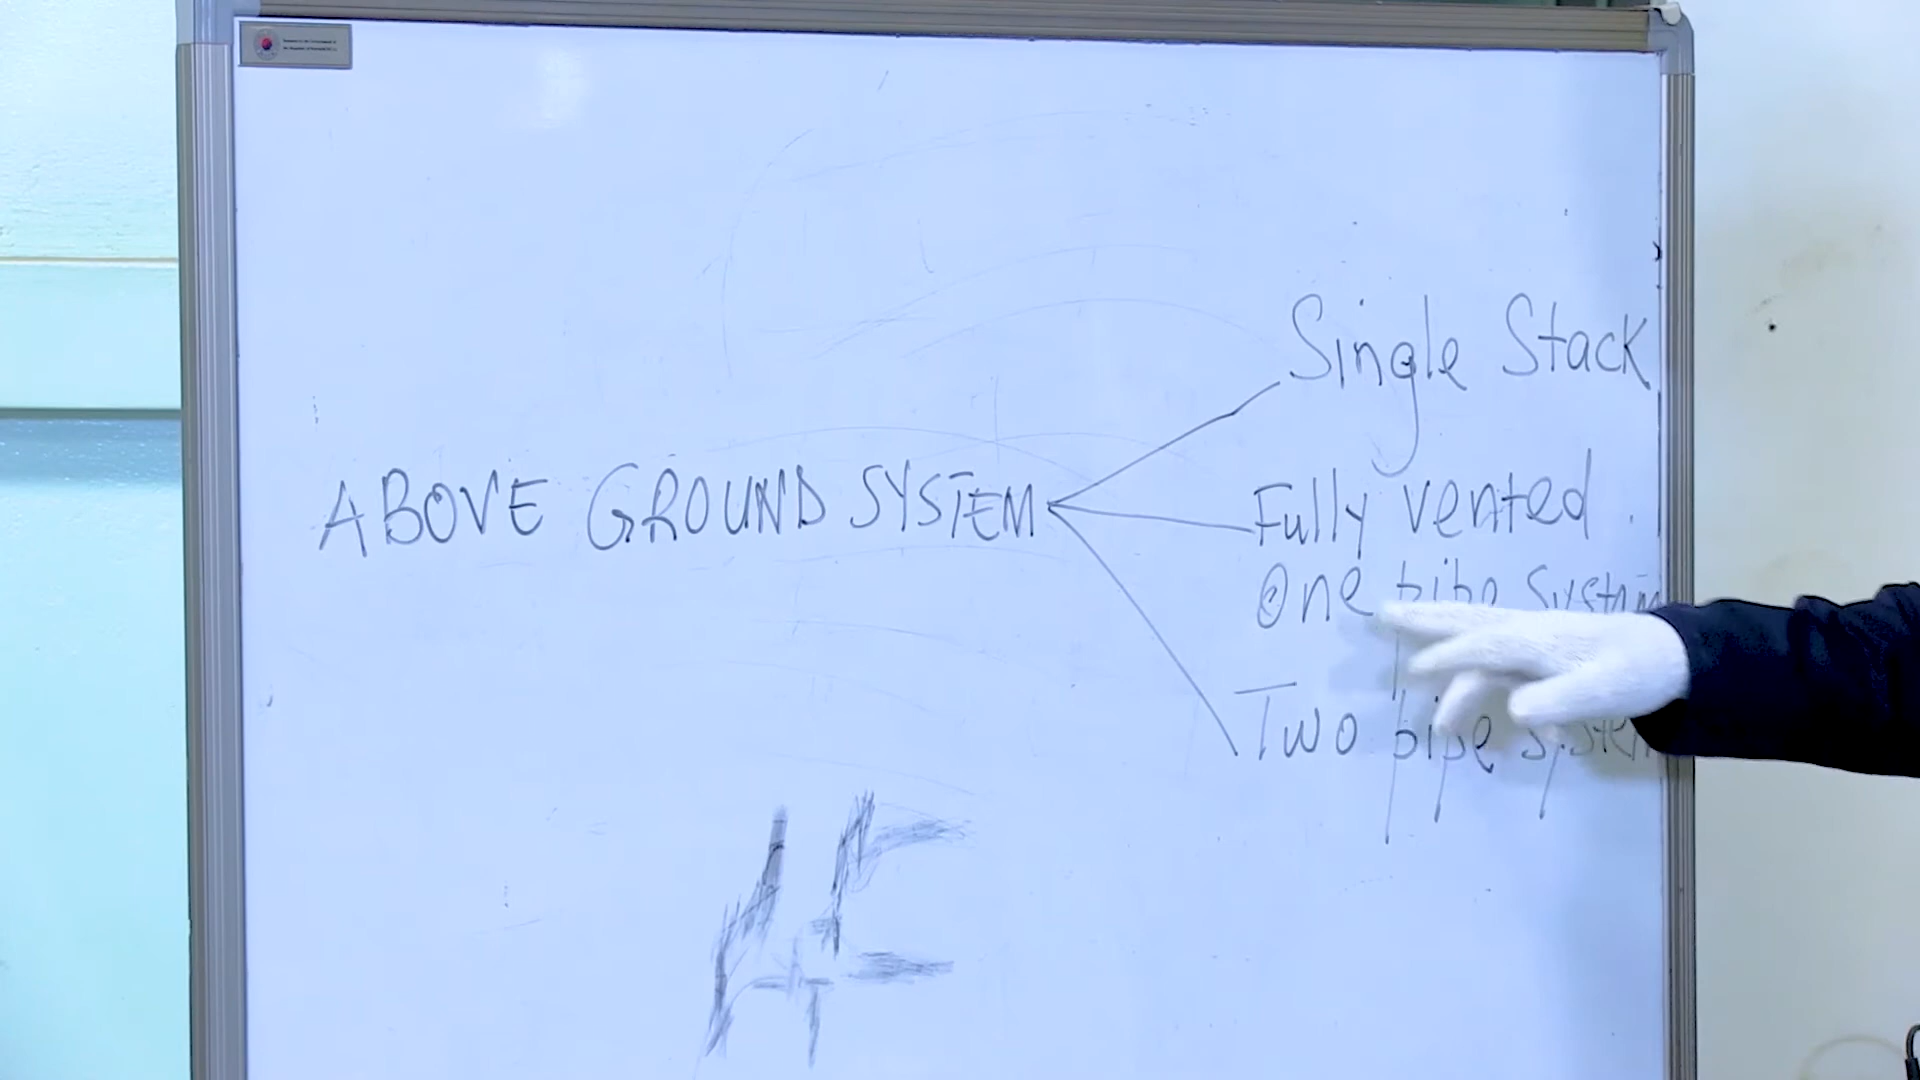 ABOVE GROUND SYSTEM
Single Stack
Fully vented
One pipe system
Two pipe system